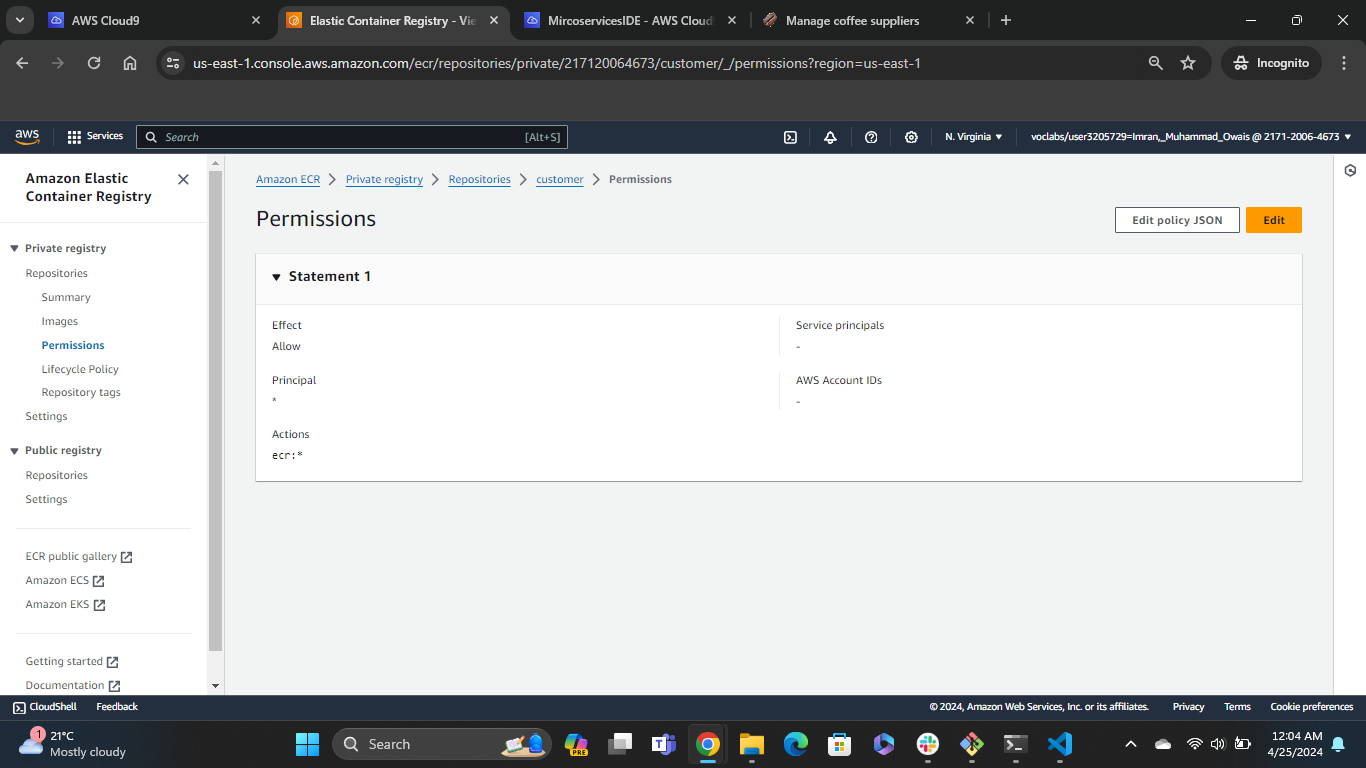 AWS Cloud9
Elastic Container Registry - Vie
MircoservicesIDE - AWS Cloud
Manage coffee suppliers
us-east-1.console.aws.amazon.com/ecr/repositories/private/217120064673/customer/_/permissions?region=us-east-1
Incognito
aws
Services
Search
[Alt+S]
N. Virginia
voclabs/user3205729=Imran,_Muhammad_Owais @ 2171-2006-4673
Amazon Elastic
Container Registry
Private registry
Repositories
Summary
Images
Permissions
Lifecycle Policy
Repository tags
Settings
Public registry
Repositories
Settings
ECR public gallery
Amazon ECS
Amazon EKS
Getting started
Documentation
Amazon ECR > Private registry > Repositories > customer > Permissions
Permissions
Edit policy JSON
Edit
Statement 1
Effect
Allow
Service principals
-
Principal
*
AWS Account IDs
-
Actions
ecr:*
CloudShell
Feedback
© 2024, Amazon Web Services, Inc. or its affiliates.
Privacy
Terms
Cookie preferences
1
21°C
Mostly cloudy
Search
PRE
12:04 AM
4/25/2024